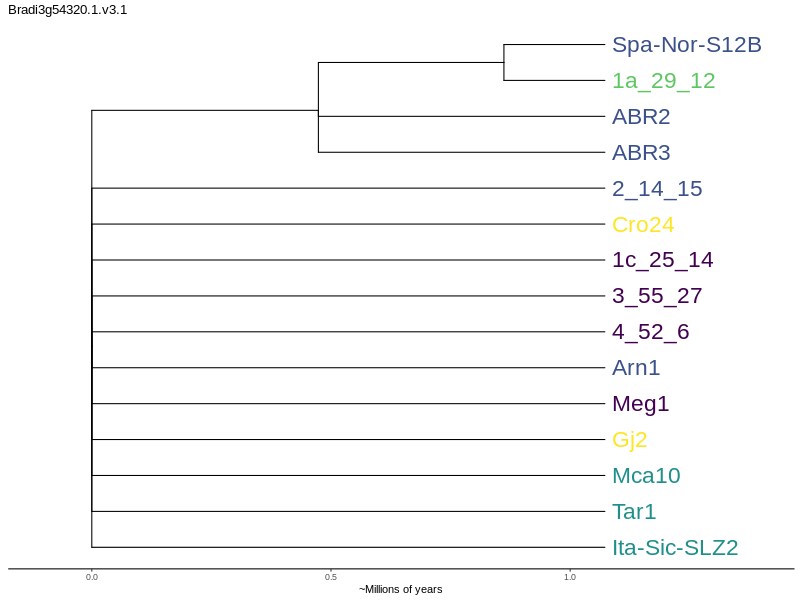 Bradi3g54320.1.v3.1
Spa-Nor-S12B
1a_29_12
ABR2
ABR3
2_14_15
Cro24
1c_25_14
3_55_27
4_52_6
Arn1
Meg1
Gj2
Mca10
Tar1
Ita-Sic-SLZ2
0.0 0.5 1.0
~Millions of years